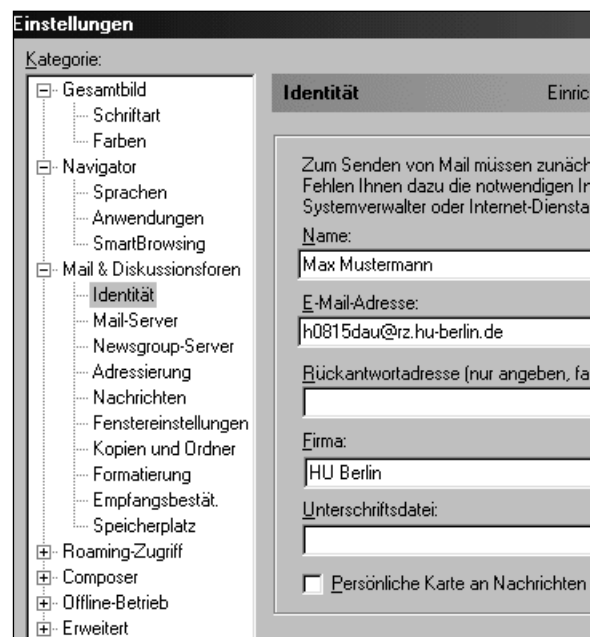 Einstellungen
Kategorie:
Gesamtbild
Schriftart
Farben
Navigator
Sprachen
Anwendungen
SmartBrowsing
Mail & Diskussionsforen
Identität
Mail-Server
Newsgroup-Server
Adressierung
Nachrichten
Fenstereinstellungen
Kopien und Ordner
Formatierung
Empfangsbestät.
Speicherplatz
Roaming-Zugriff
Composer
Offline-Betrieb
Erweitert
Identität Einric
Zum Senden von Mail müssen zunäch
Fehlen Ihnen dazu die notwendigen In
Systemverwalter oder Internet-Diensta
Name:
Max Mustermann
E-Mail-Adresse:
h0815dau@rz.hu-berlin.de
Rückantwortadresse (nur angeben, fa
Firma:
HU Berlin
Unterschriftsdatei:
Persönliche Karte an Nachrichten